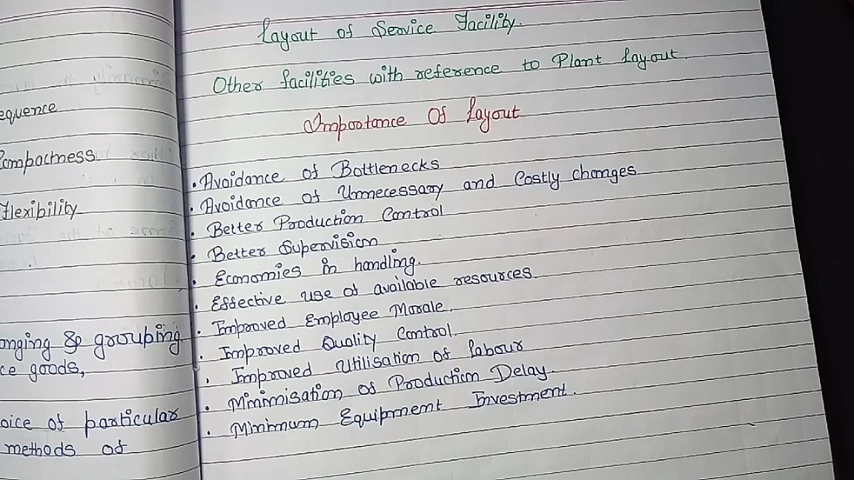 equence
ompactness
Flexibility
onging & grouping
ce goods,
oice of particular
methods of
Layout of Service Facility.
Other facilities with reference to Plant Layout.
Importance Of Layout
• Avoidance of Bottlenecks
• Avoidance of Unnecessary and Costly changes
• Better Production Control
• Better Supervision
• Economies in handling.
• Effective use of available resources.
• Improved Employee Morale.
• Improved Quality Control.
• Improved Utilisation of Labour
• Minimisation of Production Delay.
• Minimum Equipment Investment.